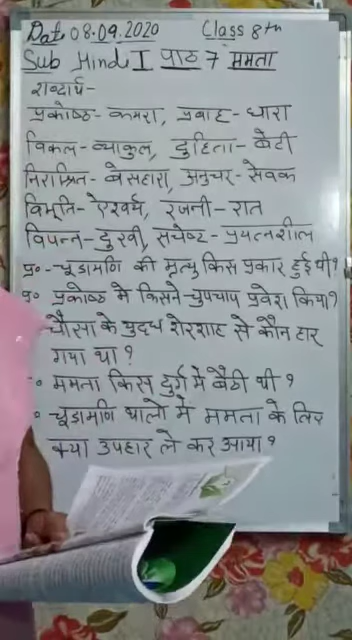 Date 08.09.2020 Class 8th
Sub Hindi I पाठ 7 ममता
शब्दार्थ-
प्रकोष्ठ- कमरा, प्रवाह- धारा
विकल- व्याकुल, दुहिता- बेटी
निराश्रित- बेसहारा, अनुचर- सेवक
विभूति- ऐश्वर्य, रजनी- रात
विपन्न- दुखी, सचेष्ट- प्रयत्नशील
प्र०- चूडामणि की मृत्यु किस प्रकार हुई थी?
प्र० प्रकोष्ठ मे किसने चुपचाप प्रवेश किया?
चौसा के युद्ध शेरशाह से कौन हार
गया था?
० ममता किस दुर्ग मे बैठी थी?
० चूडामणि थालो में ममता के लिए
क्या उपहार ले कर आया?